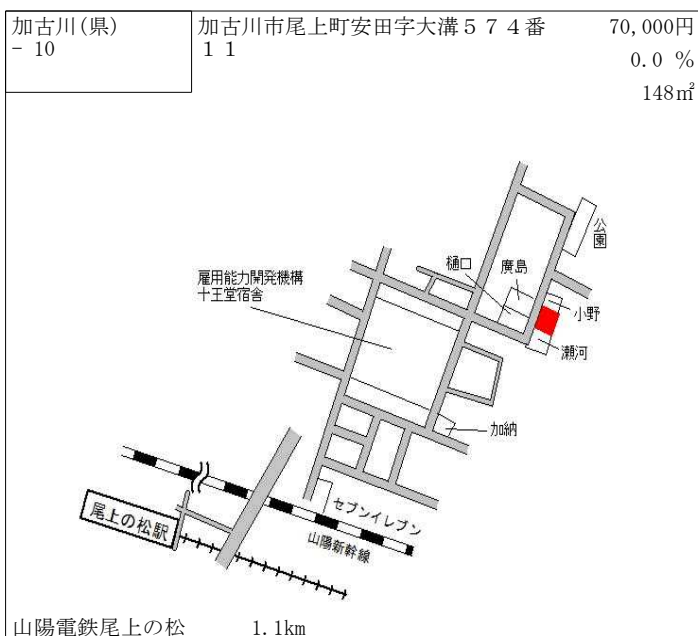 加古川(県)
- 10
加古川市尾上町安田字大溝５７４番
１１
70,000円
0.0 %
148㎡
公園
樋口
廣島
雇用能力開発機構
十王堂宿舎
小野
瀬河
加納
セブンイレブン
尾上の松駅
山陽新幹線
山陽電鉄尾上の松 1.1km